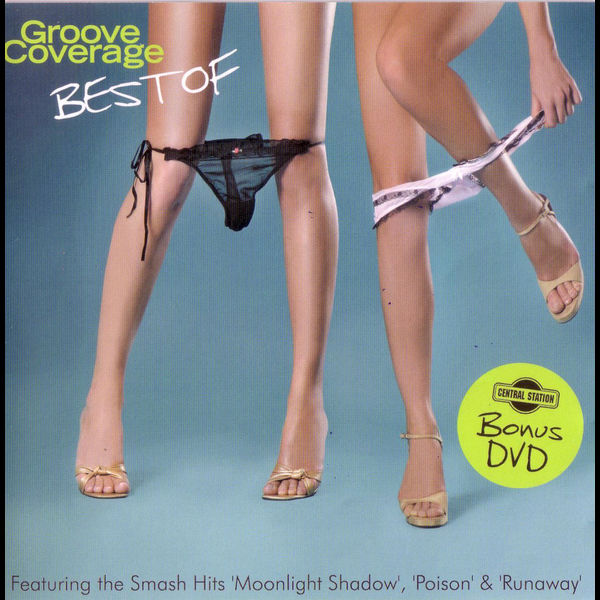 Groove
Coverage
BEST OF
CENTRAL STATION
Bonus
DVD
Featuring the Smash Hits 'Moonlight Shadow', 'Poison' & 'Runaway'